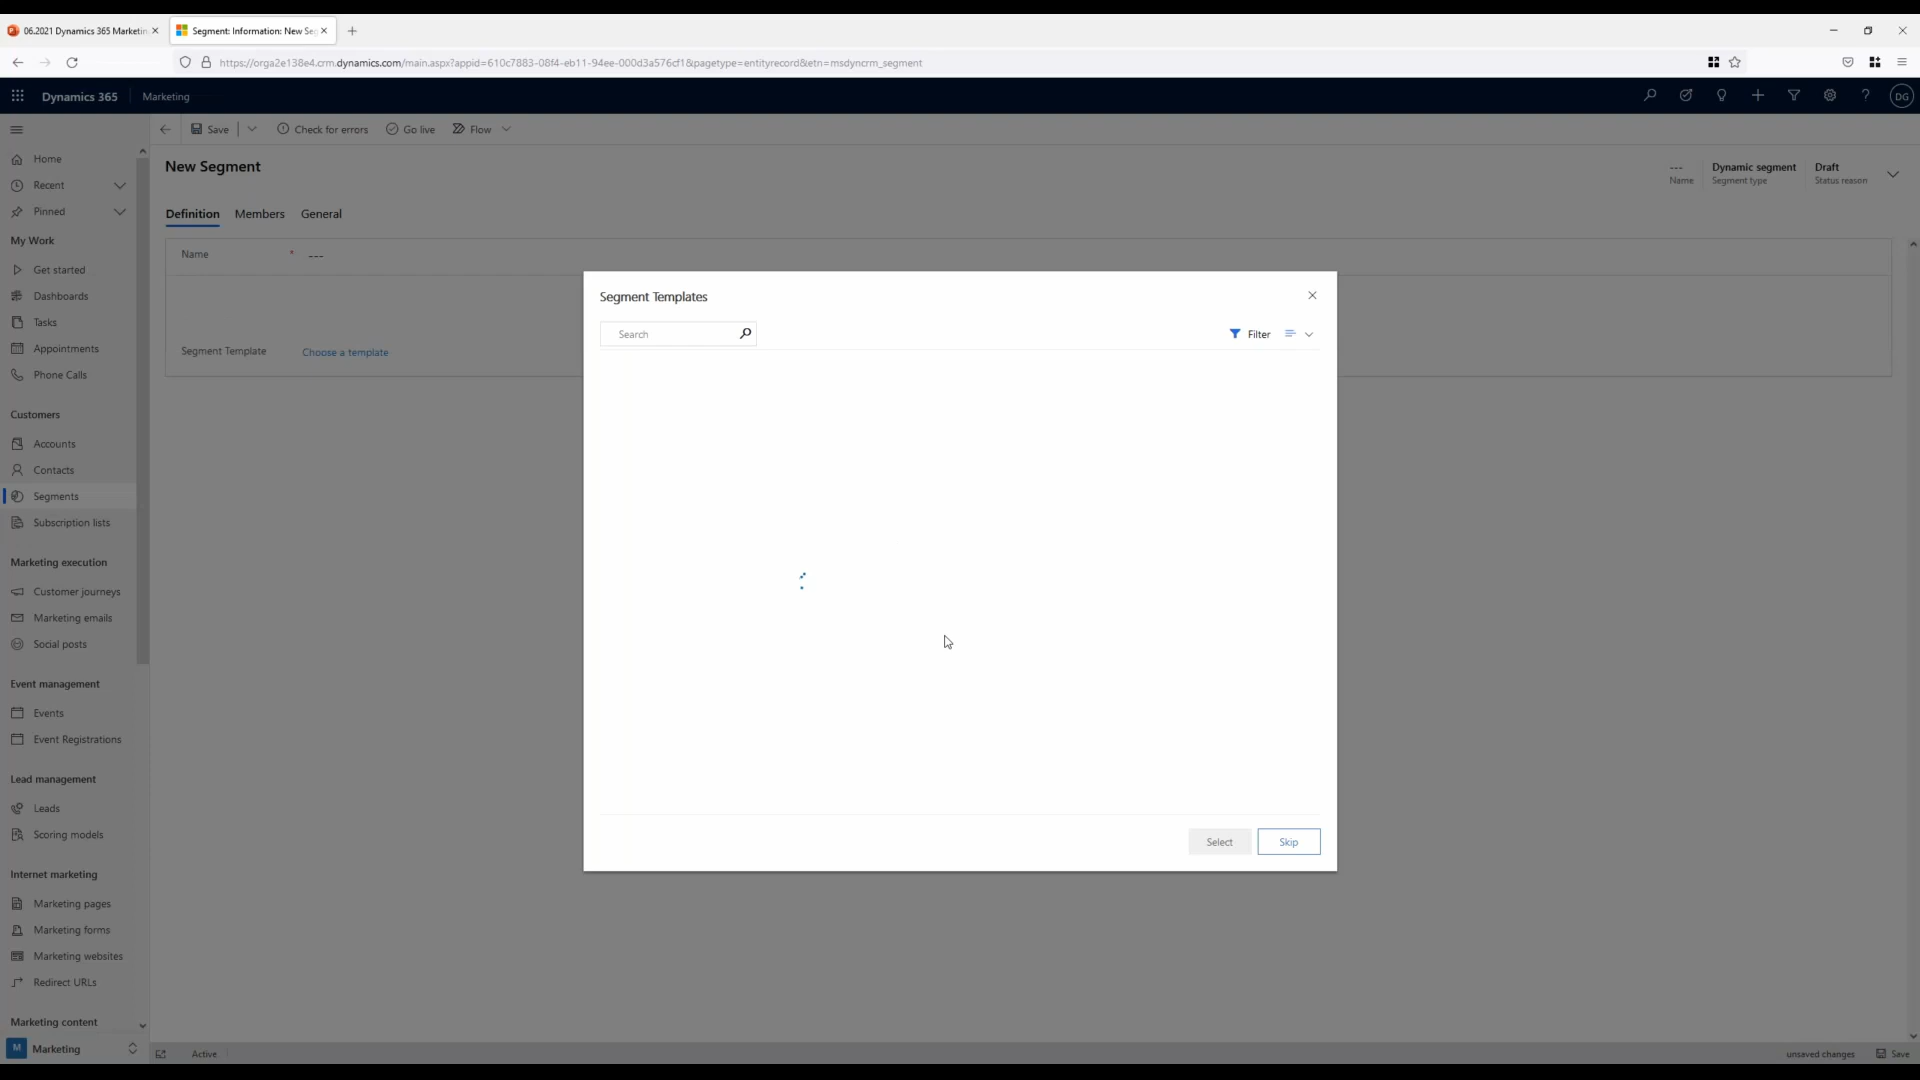 06.2021 Dynamics 365 Marketin
Segment: Information: New Seg
https://orga2e138e4.crm.dynamics.com/main.aspx?appid=610c7883-08f4-eb11-94ee-000d3a576cf1&pagetype=entityrecord&etn=msdyncrm_segment
Dynamics 365 Marketing
DG
Save
Check for errors
Go live
Flow
New Segment
---
Name
Dynamic segment
Segment type
Draft
Status reason
Definition Members General
Name * ---
Segment Template Choose a template
Home
Recent
Pinned
My Work
Get started
Dashboards
Tasks
Appointments
Phone Calls
Customers
Accounts
Contacts
Segments
Subscription lists
Marketing execution
Customer journeys
Marketing emails
Social posts
Event management
Events
Event Registrations
Lead management
Leads
Scoring models
Internet marketing
Marketing pages
Marketing forms
Marketing websites
Redirect URLs
Marketing content
M Marketing
Segment Templates
Search
Filter
Select
Skip
Active
unsaved changes
Save